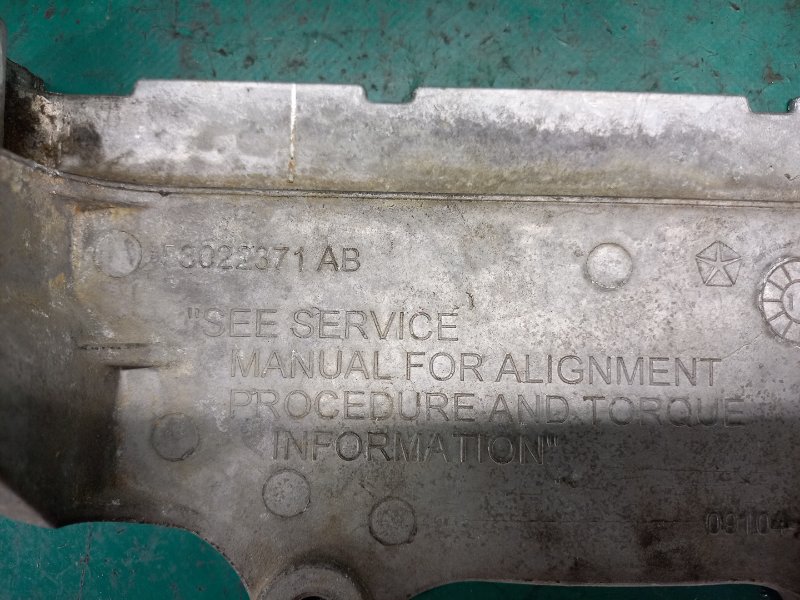 53022371 AB
"SEE SERVICE
MANUAL FOR ALIGNMENT
PROCEDURE AND TORQUE
INFORMATION"
09104